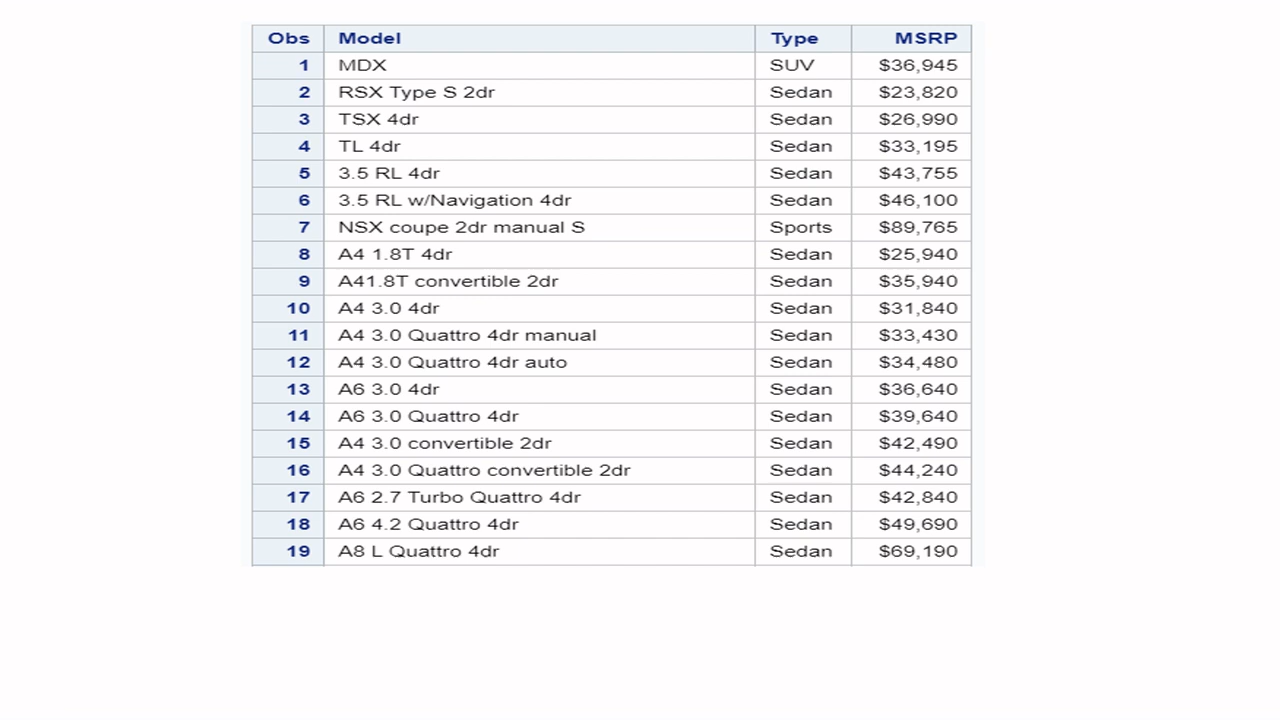 Obs Model Type MSRP
1 MDX SUV $36,945
2 RSX Type S 2dr Sedan $23,820
3 TSX 4dr Sedan $26,990
4 TL 4dr Sedan $33,195
5 3.5 RL 4dr Sedan $43,755
6 3.5 RL w/Navigation 4dr Sedan $46,100
7 NSX coupe 2dr manual S Sports $89,765
8 A4 1.8T 4dr Sedan $25,940
9 A41.8T convertible 2dr Sedan $35,940
10 A4 3.0 4dr Sedan $31,840
11 A4 3.0 Quattro 4dr manual Sedan $33,430
12 A4 3.0 Quattro 4dr auto Sedan $34,480
13 A6 3.0 4dr Sedan $36,640
14 A6 3.0 Quattro 4dr Sedan $39,640
15 A4 3.0 convertible 2dr Sedan $42,490
16 A4 3.0 Quattro convertible 2dr Sedan $44,240
17 A6 2.7 Turbo Quattro 4dr Sedan $42,840
18 A6 4.2 Quattro 4dr Sedan $49,690
19 A8 L Quattro 4dr Sedan $69,190